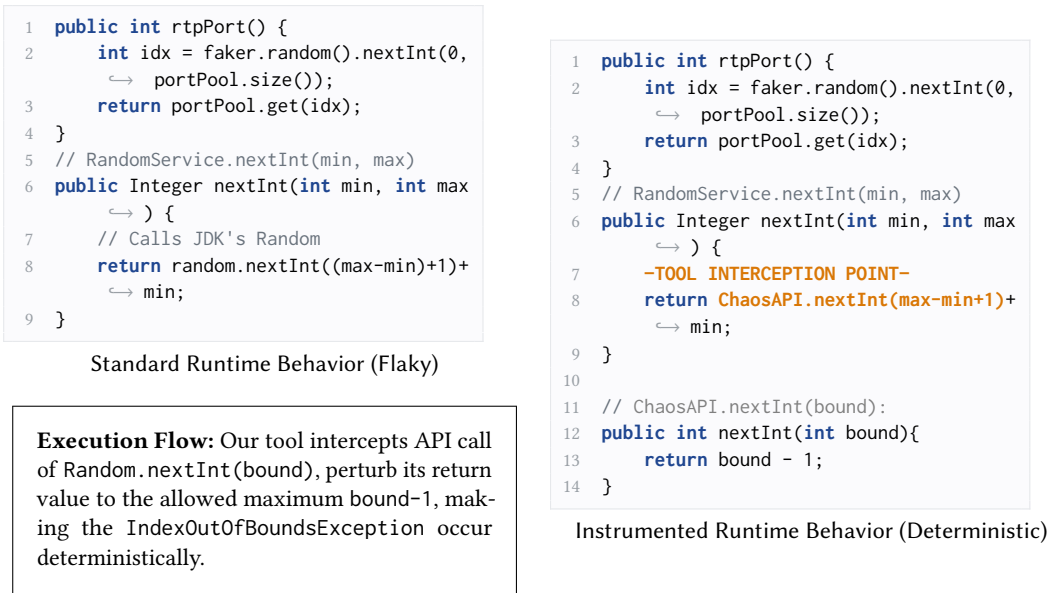 1 public int rtpPort() {
2 int idx = faker.random().nextInt(0,
↪ portPool.size());
3 return portPool.get(idx);
4 }
5 // RandomService.nextInt(min, max)
6 public Integer nextInt(int min, int max
↪ ) {
7 // Calls JDK's Random
8 return random.nextInt((max-min)+1)+
↪ min;
9 }
Standard Runtime Behavior (Flaky)
Execution Flow: Our tool intercepts API call
of Random.nextInt(bound), perturb its return
value to the allowed maximum bound-1, mak-
ing the IndexOutOfBoundsException occur
deterministically.
1 public int rtpPort() {
2 int idx = faker.random().nextInt(0,
↪ portPool.size());
3 return portPool.get(idx);
4 }
5 // RandomService.nextInt(min, max)
6 public Integer nextInt(int min, int max
↪ ) {
7 -TOOL INTERCEPTION POINT-
8 return ChaosAPI.nextInt(max-min+1)+
↪ min;
9 }
10
11 // ChaosAPI.nextInt(bound):
12 public int nextInt(int bound){
13 return bound - 1;
14 }
Instrumented Runtime Behavior (Deterministic)